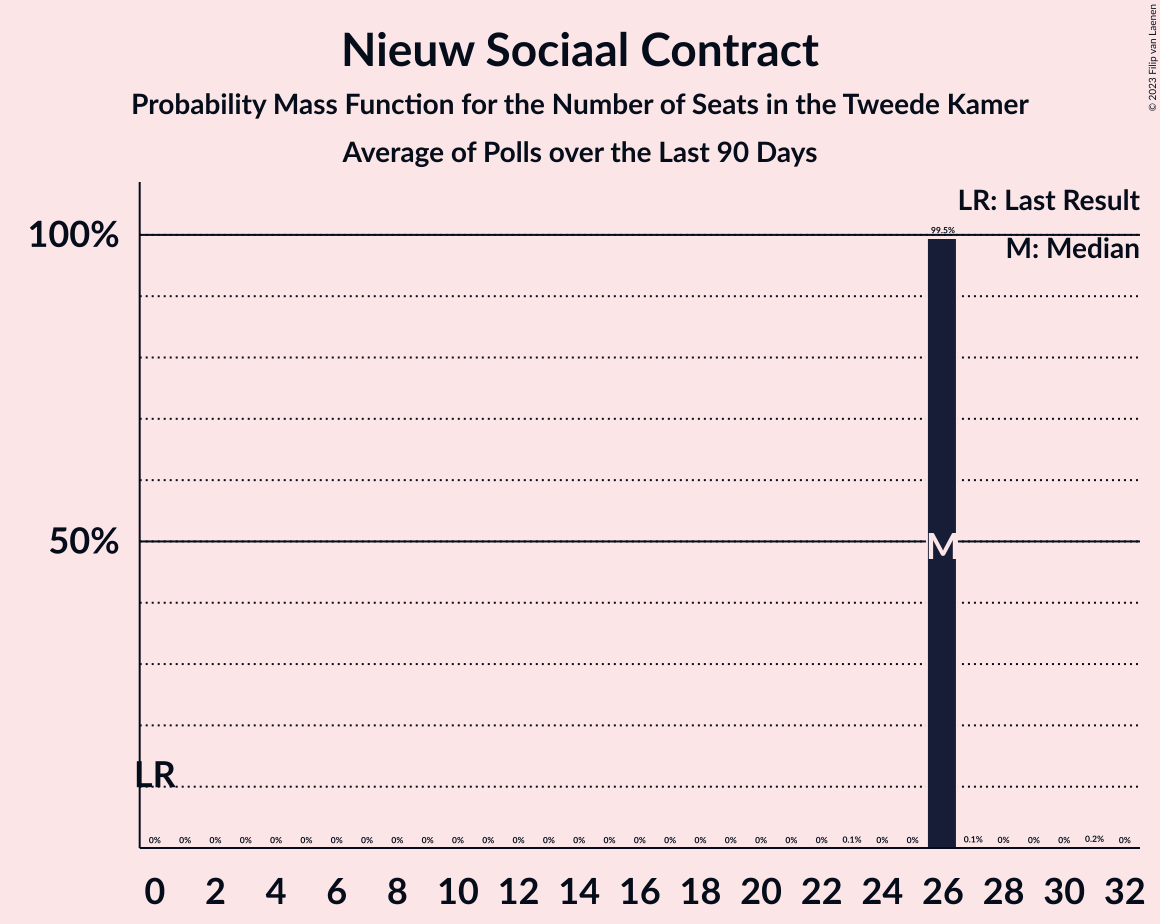 Nieuw Sociaal Contract
Probability Mass Function for the Number of Seats in the Tweede Kamer
Average of Polls over the Last 90 Days
© 2023 Filip van Laenen
LR: Last Result
M: Median
100%
50%
99.5%
M
LR
0% 0% 0% 0% 0% 0% 0% 0% 0% 0% 0% 0% 0% 0% 0% 0% 0% 0% 0% 0% 0% 0% 0% 0.1% 0% 0% 0.1% 0% 0% 0% 0.2% 0%
0 2 4 6 8 10 12 14 16 18 20 22 24 26 28 30 32